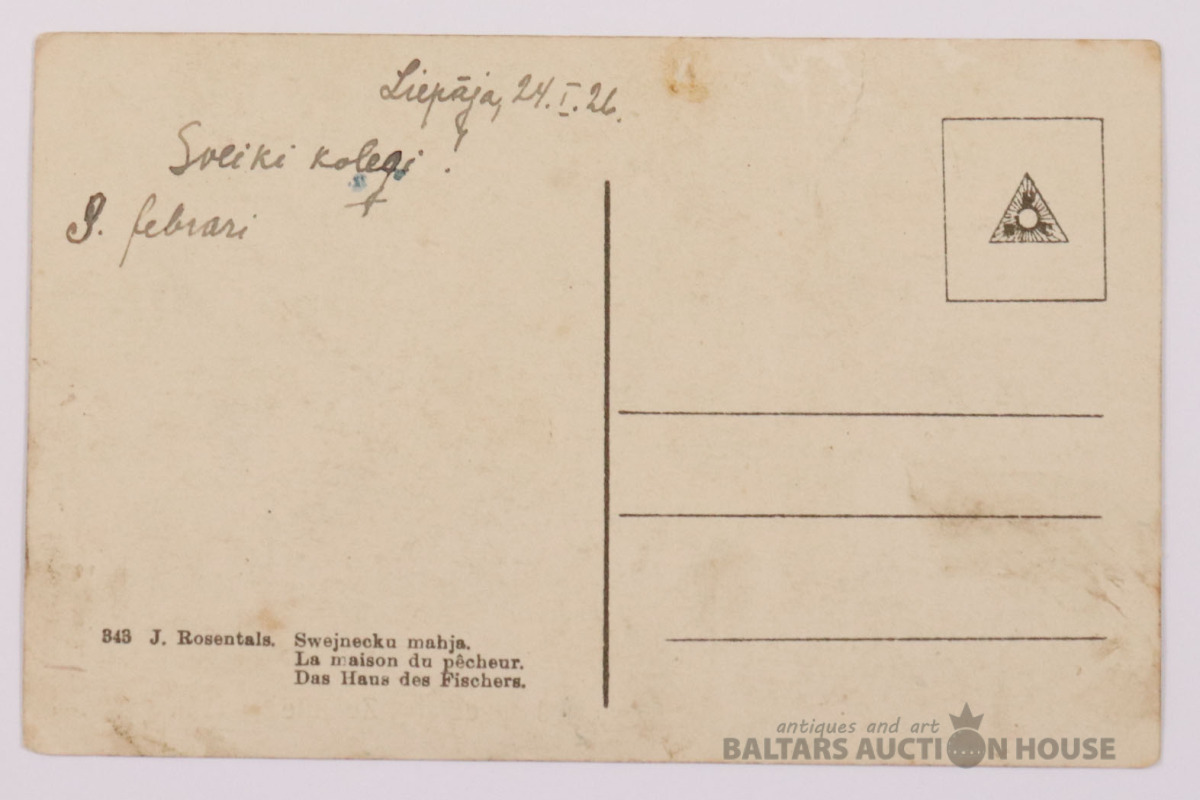 Liepāja, 24.I.26.
Sveiki kolegi!
9. febrari
343 J. Rosentals. Swejnecku mahja.
La maison du pêcheur.
Das Haus des Fischers.
antiques and art
BALTARS AUCTION HOUSE